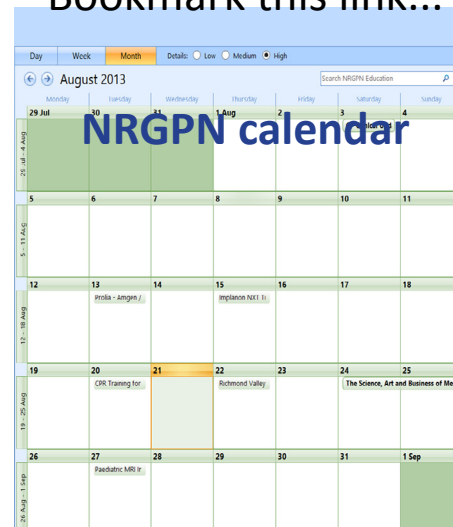 Bookmark this link...
Day Week Month Details: Low Medium High
August 2013 Search NRGPN Education
Monday Tuesday Wednesday Thursday Friday Saturday Sunday
29 Jul 30 31 1 Aug 2 3 4
NRGPN calendar
29 Jul - 4 Aug
5 6 7 8 9 10 11
5 - 11 Aug
12 13 14 15 16 17 18
Prolia - Amgen / Implanon NXT Tr
12 - 18 Aug
19 20 21 22 23 24 25
CPR Training for Richmond Valley The Science, Art and Business of Me
19 - 25 Aug
26 27 28 29 30 31 1 Sep
Paediatric MRI Ir
26 Aug - 1 Sep